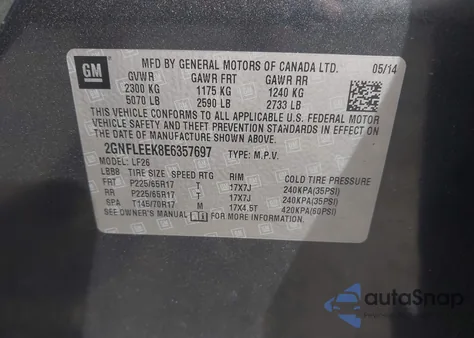 GM
MFD BY GENERAL MOTORS OF CANADA LTD. 05/14
GVWR GAWR FRT GAWR RR
2300 KG 1175 KG 1240 KG
5070 LB 2590 LB 2733 LB
THIS VEHICLE CONFORMS TO ALL APPLICABLE U.S. FEDERAL MOTOR
VEHICLE SAFETY AND THEFT PREVENTION STANDARDS IN EFFECT ON
THE DATE OF MANUFACTURE SHOWN ABOVE.
2GNFLEEK8E6357697 TYPE: M.P.V.
MODEL: LF26
LBB8 TIRE SIZE SPEED RTG RIM COLD TIRE PRESSURE
FRT P225/65R17 T 17X7J 240KPA(35PSI)
RR P225/65R17 T 17X7J 240KPA(35PSI)
SPA T145/70R17 M 17X4.5T 420KPA(60PSI)
SEE OWNER'S MANUAL FOR MORE INFORMATION.
autoSnap